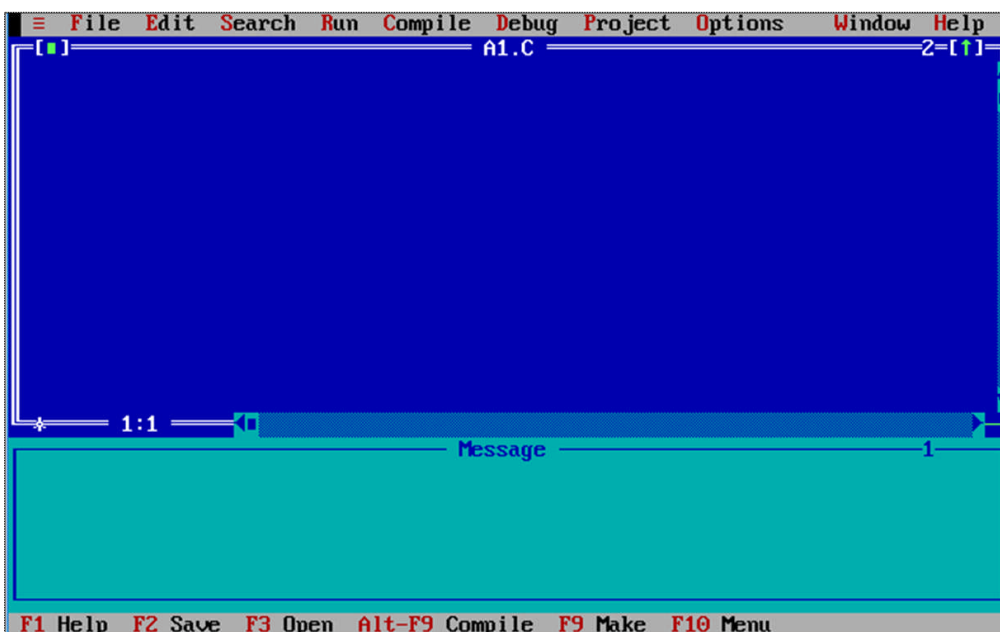 ≡ File Edit Search Run Compile Debug Project Options Window Help
[■] A1.C 2=[↑]
1:1
Message 1
F1 Help F2 Save F3 Open Alt-F9 Compile F9 Make F10 Menu